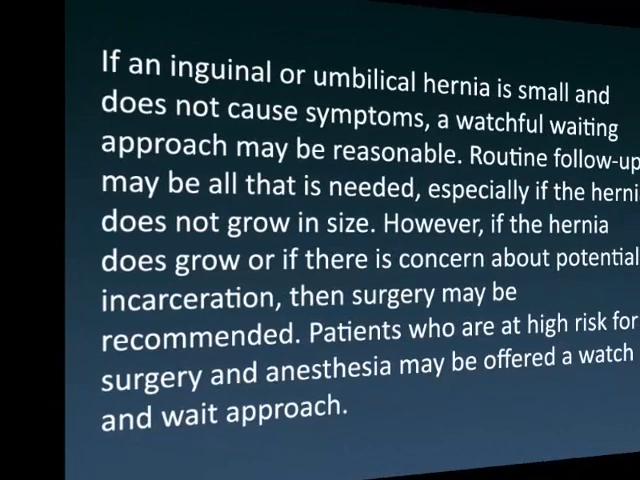 If an inguinal or umbilical hernia is small and
does not cause symptoms, a watchful waiting
approach may be reasonable. Routine follow-up
may be all that is needed, especially if the herni
does not grow in size. However, if the hernia
does grow or if there is concern about potential
incarceration, then surgery may be
recommended. Patients who are at high risk for
surgery and anesthesia may be offered a watch
and wait approach.